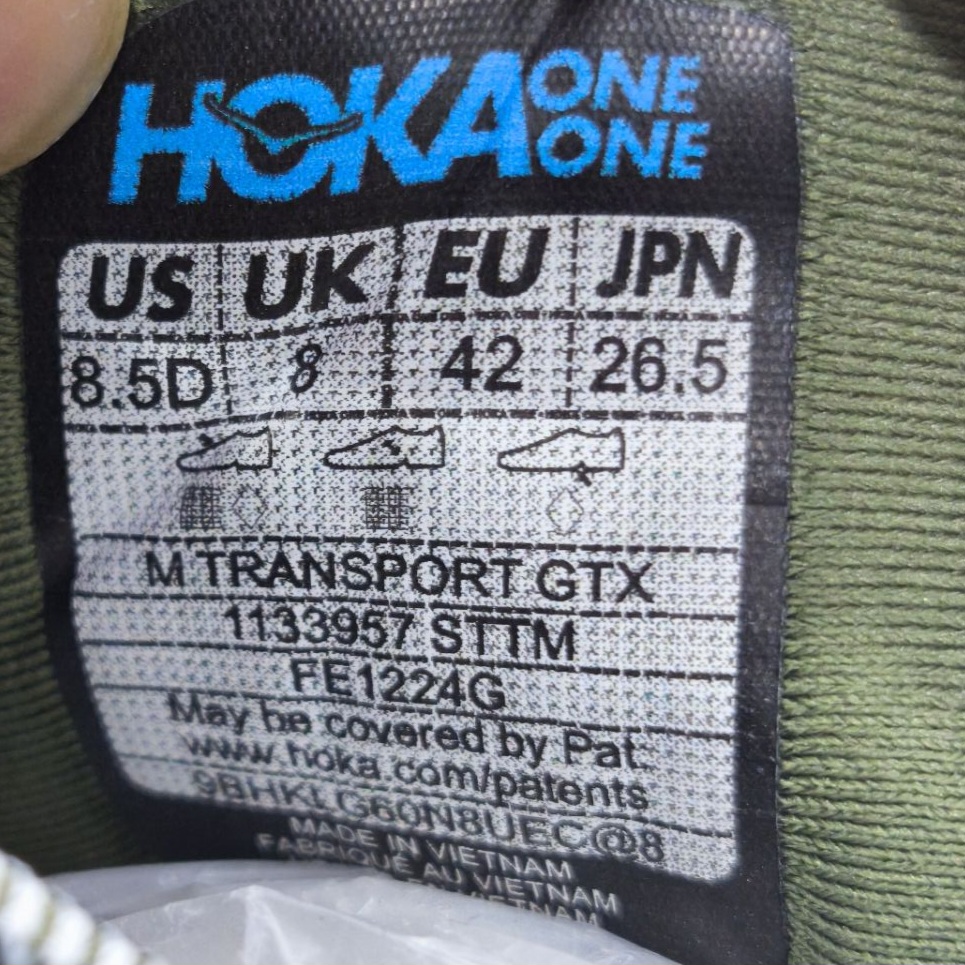 HOKA ONE ONE
US UK EU JPN
8.5D 8 42 26.5
M TRANSPORT GTX
1133957 STTM
FE1224G
May be covered by Pat.
www.hoka.com/patents
9BHKLG60N8UEC@8
MADE IN VIETNAM
FABRIQUÉ AU VIETNAM
VIETNAM